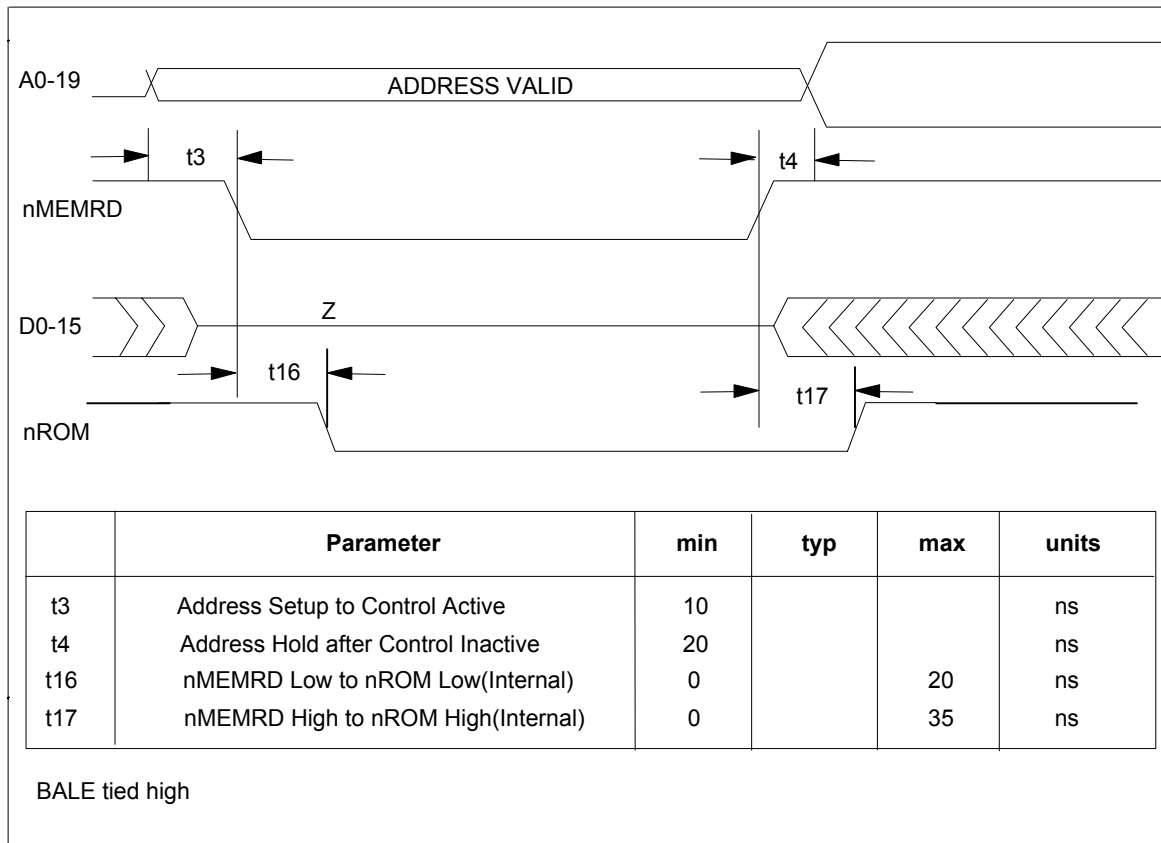 A0-19
ADDRESS VALID
t3
t4
nMEMRD
Z
D0-15
t16
t17
nROM
Parameter min typ max units
t3 Address Setup to Control Active 10 ns
t4 Address Hold after Control Inactive 20 ns
t16 nMEMRD Low to nROM Low(Internal) 0 20 ns
t17 nMEMRD High to nROM High(Internal) 0 35 ns
BALE tied high